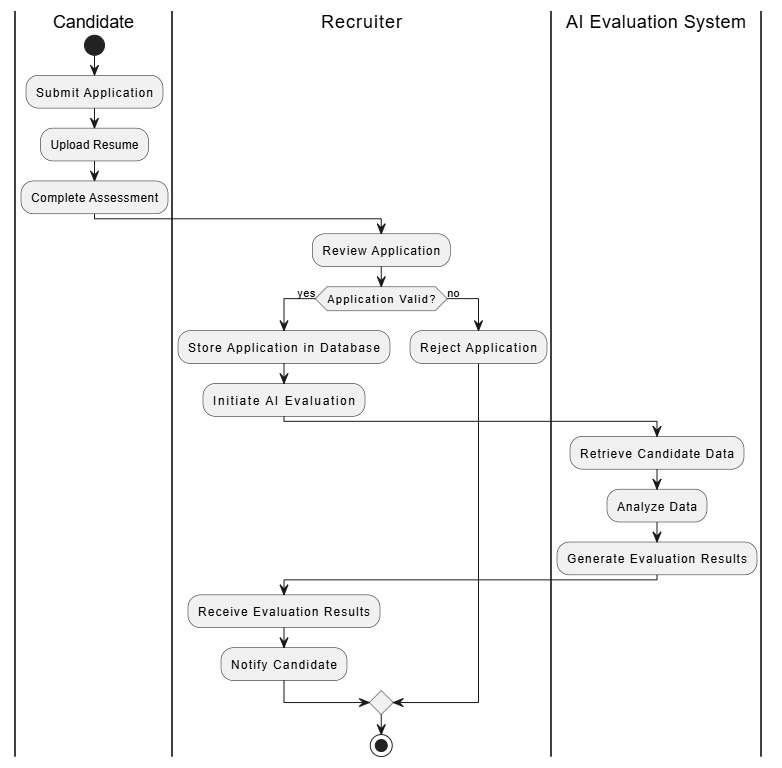 Candidate
Recruiter
AI Evaluation System
Submit Application
Upload Resume
Complete Assessment
Review Application
yes
Application Valid?
no
Store Application in Database
Reject Application
Initiate AI Evaluation
Retrieve Candidate Data
Analyze Data
Generate Evaluation Results
Receive Evaluation Results
Notify Candidate